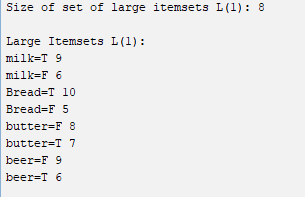 Size of set of large itemsets L(1): 8
Large Itemsets L(1):
milk=T 9
milk=F 6
Bread=T 10
Bread=F 5
butter=F 8
butter=T 7
beer=F 9
beer=T 6